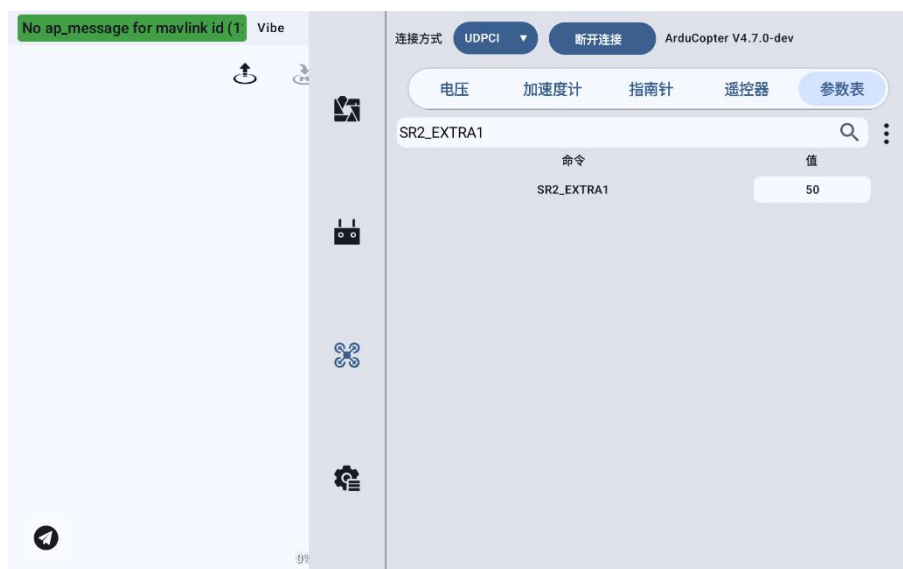 No ap_message for mavlink id (1
Vibe
连接方式 UDPCI 断开连接 ArduCopter V4.7.0-dev
电压 加速度计 指南针 遥控器 参数表
SR2_EXTRA1
命令 值
SR2_EXTRA1 50